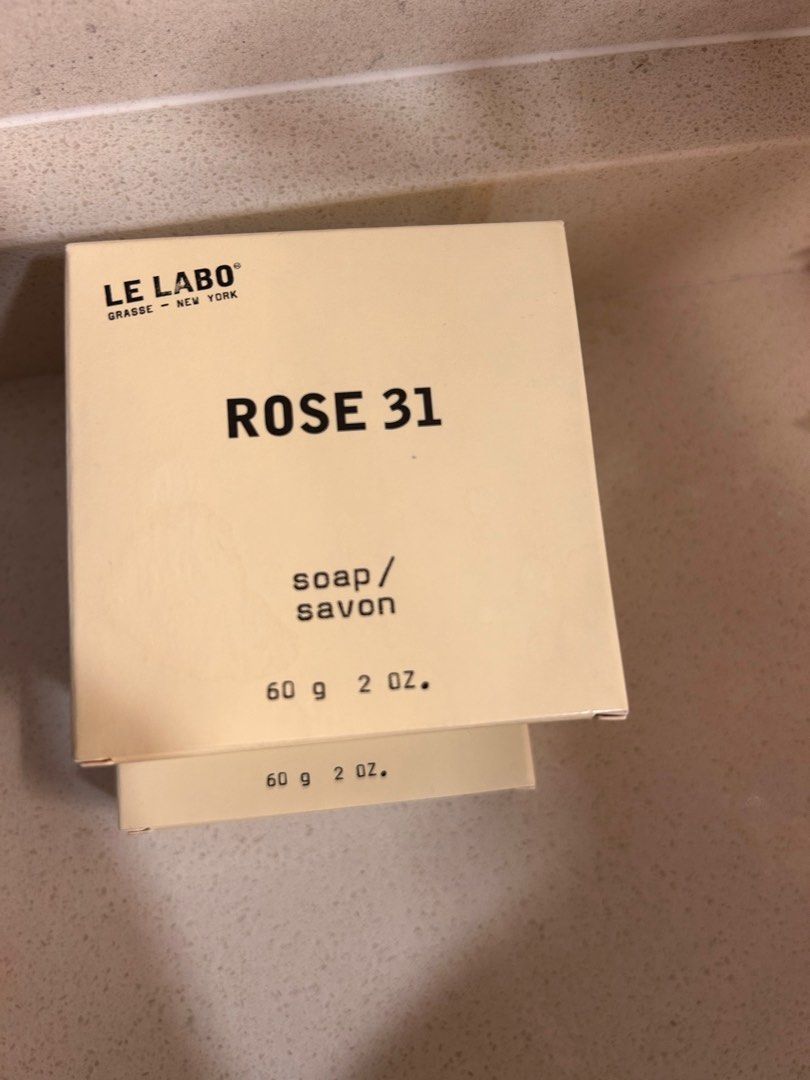 LE LABO
GRASSE — NEW YORK
ROSE 31
soap/
savon
60 g 2 OZ.
60 g 2 OZ.